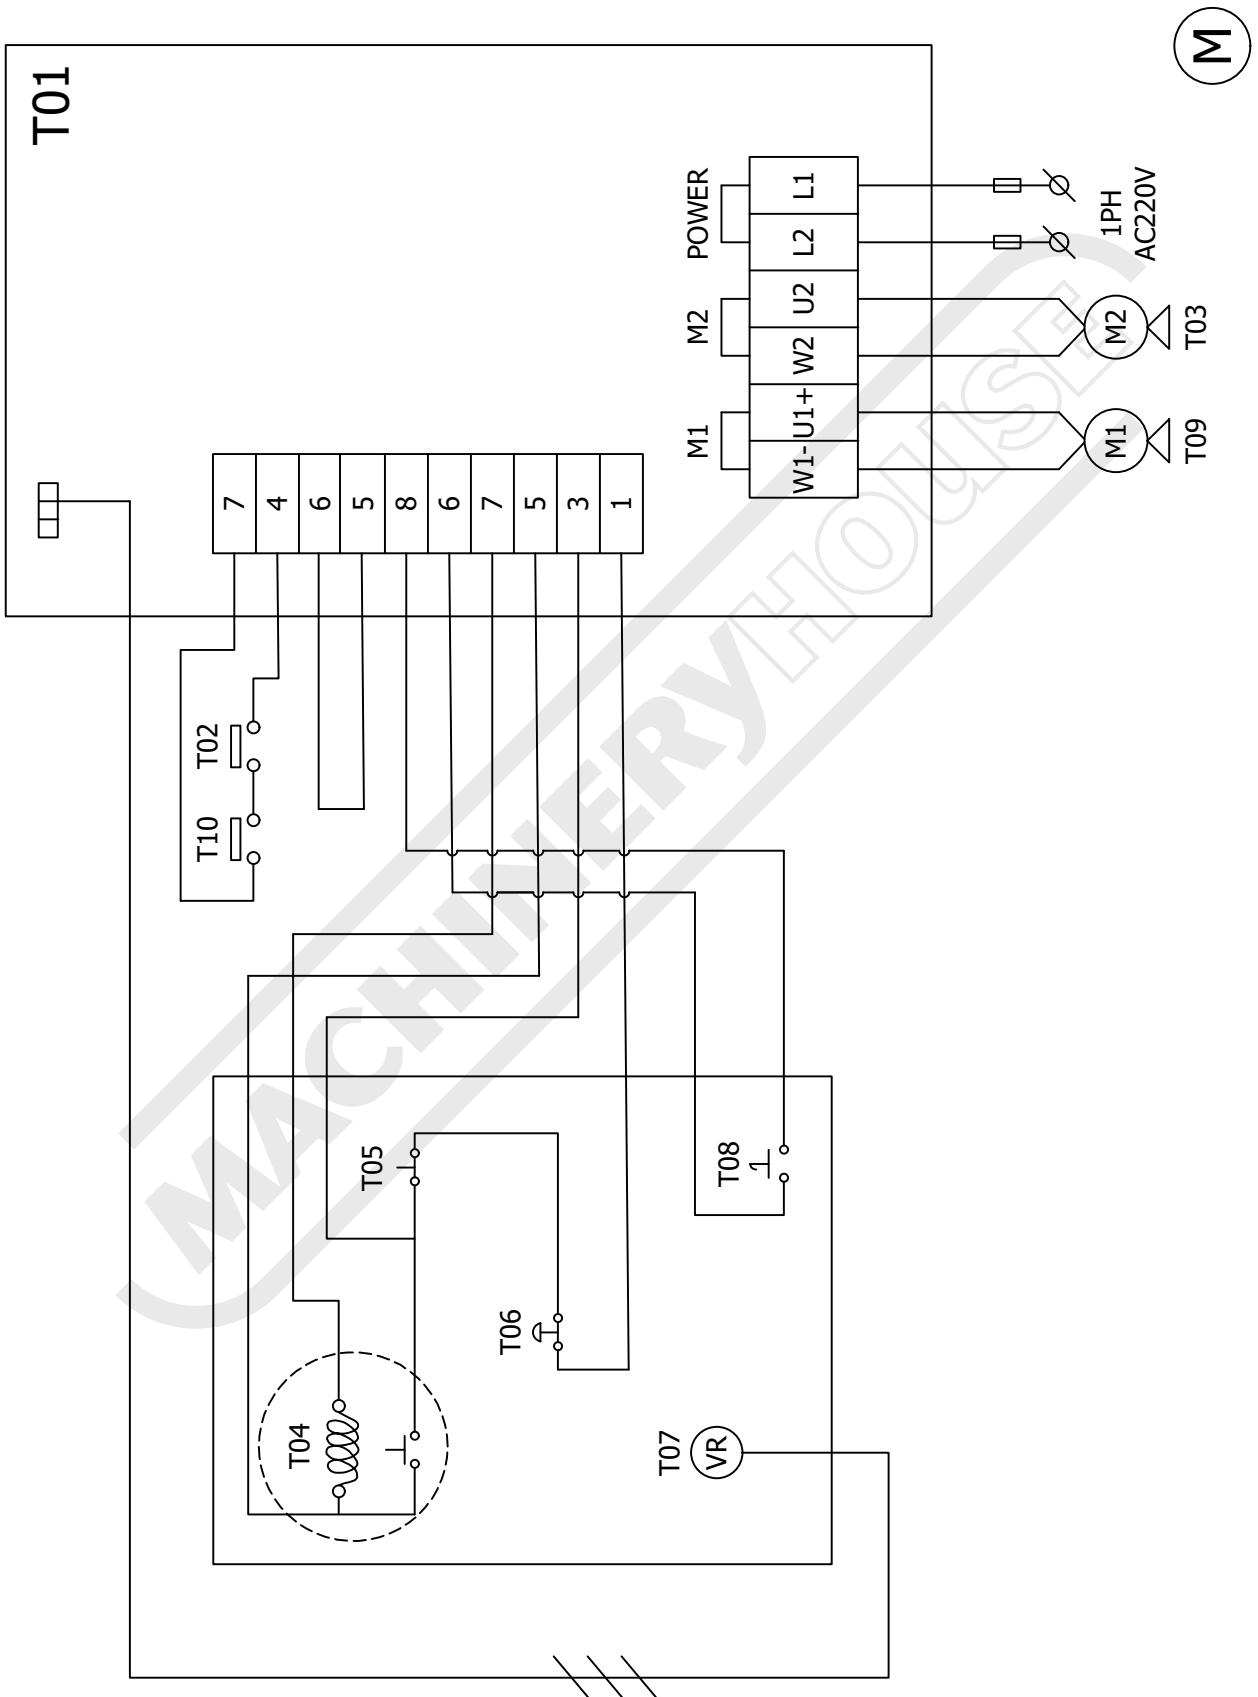 M
T01
POWER
L1
L2
M2
U2
W2
M1
U1+
W1-
1PH
AC220V
M2
T03
M1
T09
7
4
6
5
8
6
7
5
3
1
T02
T10
T05
T08
T06
T04
T07
VR
MACHINERYHOUSE